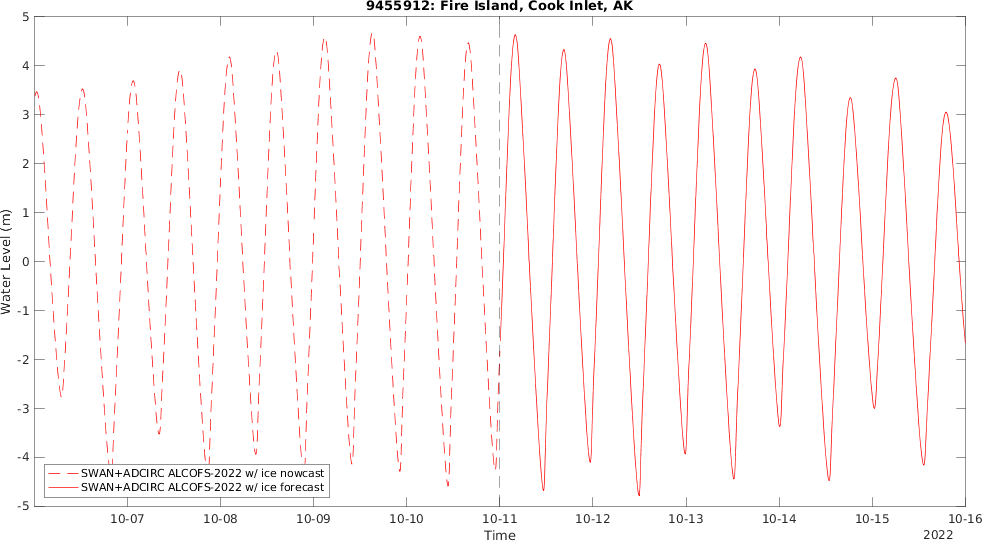 9455912: Fire Island, Cook Inlet, AK
5
4
3
2
1
0
-1
-2
-3
-4
-5
Water Level (m)
SWAN+ADCIRC ALCOFS-2022 w/ ice nowcast
SWAN+ADCIRC ALCOFS-2022 w/ ice forecast
10-07 10-08 10-09 10-10 10-11 10-12 10-13 10-14 10-15 10-16
Time
2022